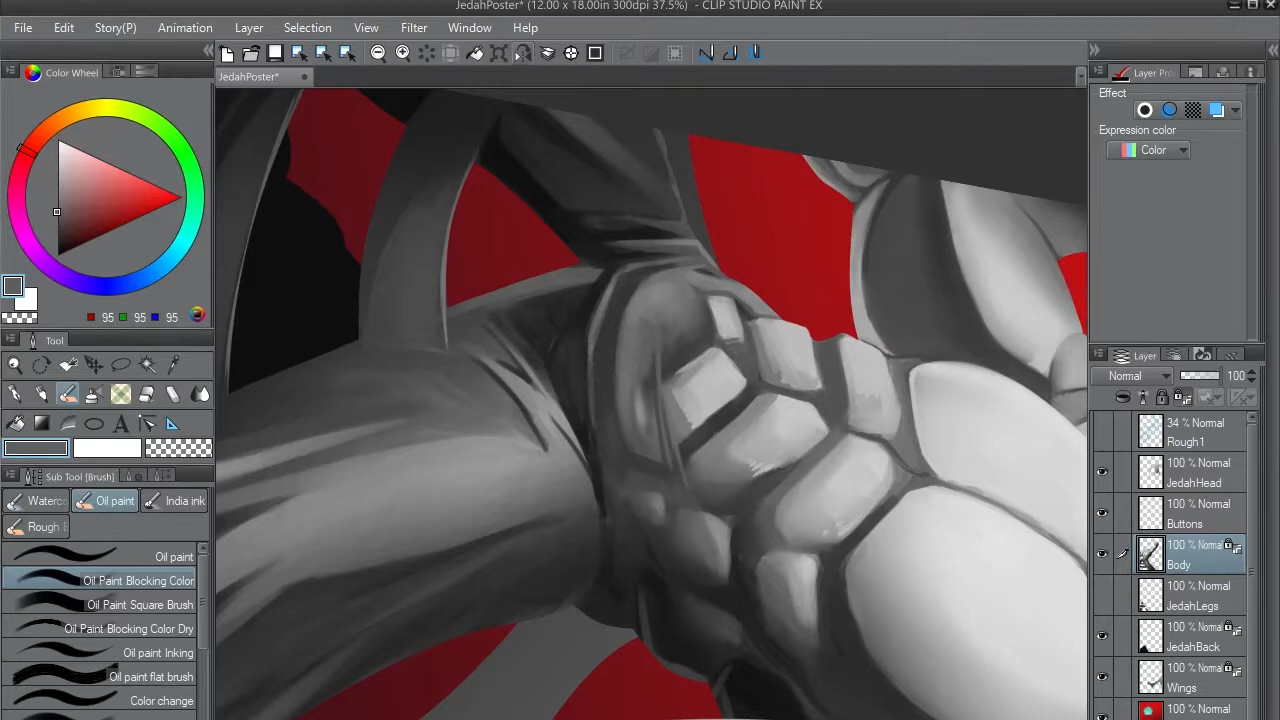 JedahPoster* (12.00 x 18.00in 300dpi 37.5%) - CLIP STUDIO PAINT EX
File Edit Story(P) Animation Layer Selection View Filter Window Help
Color Wheel
JedahPoster*
95 95 95
Tool
Sub Tool [Brush]
Waterc Oil paint India ink
Rough
Oil paint
Oil Paint Blocking Color
Oil Paint Square Brush
Oil Paint Blocking Color Dry
Oil paint Inking
Oil paint flat brush
Color change
Layer Pro
Effect
Expression color
Color
Layer
Normal 100
34 % Normal
Rough1
100 % Normal
JedahHead
100 % Normal
Buttons
100 % Norma
Body
100 % Normal
JedahLegs
100 % Norma
JedahBack
100 % Norma
Wings
100 % Normal